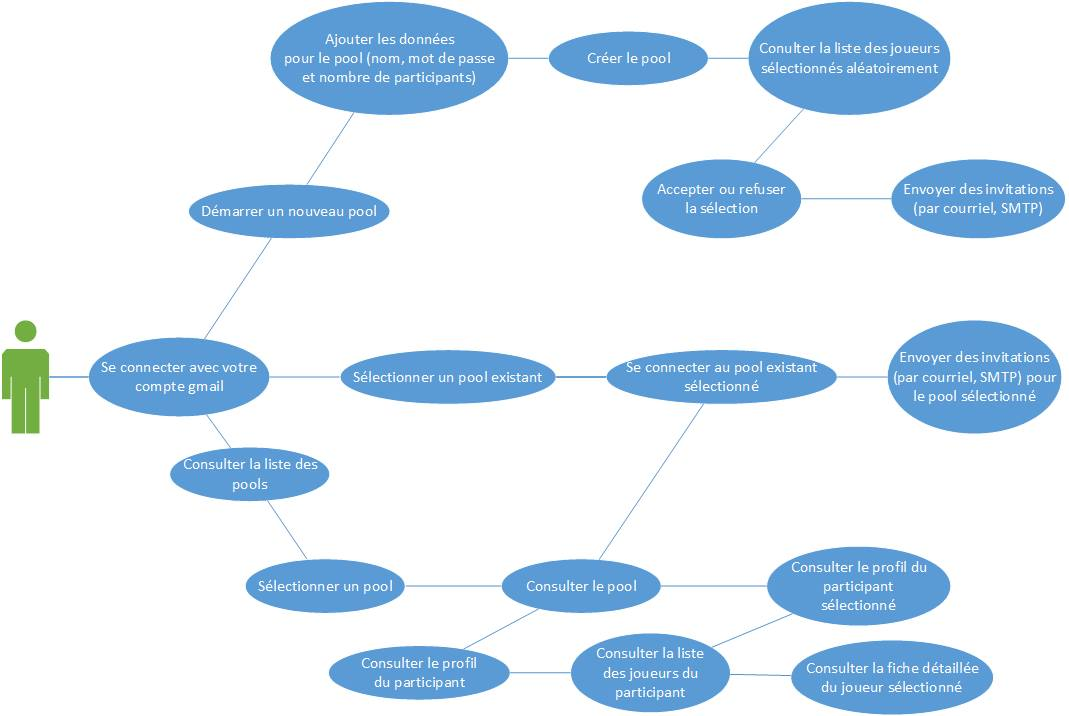 Ajouter les données
pour le pool (nom, mot de passe
et nombre de participants)
Créer le pool
Conulter la liste des joueurs
sélectionnés aléatoirement
Accepter ou refuser
la sélection
Envoyer des invitations
(par courriel, SMTP)
Démarrer un nouveau pool
Se connecter avec votre
compte gmail
Sélectionner un pool existant
Se connecter au pool existant
sélectionné
Envoyer des invitations
(par courriel, SMTP) pour
le pool sélectionné
Consulter la liste des
pools
Sélectionner un pool
Consulter le pool
Consulter le profil du
participant
sélectionné
Consulter le profil
du participant
Consulter la liste
des joueurs du
participant
Consulter la fiche détaillée
du joueur sélectionné